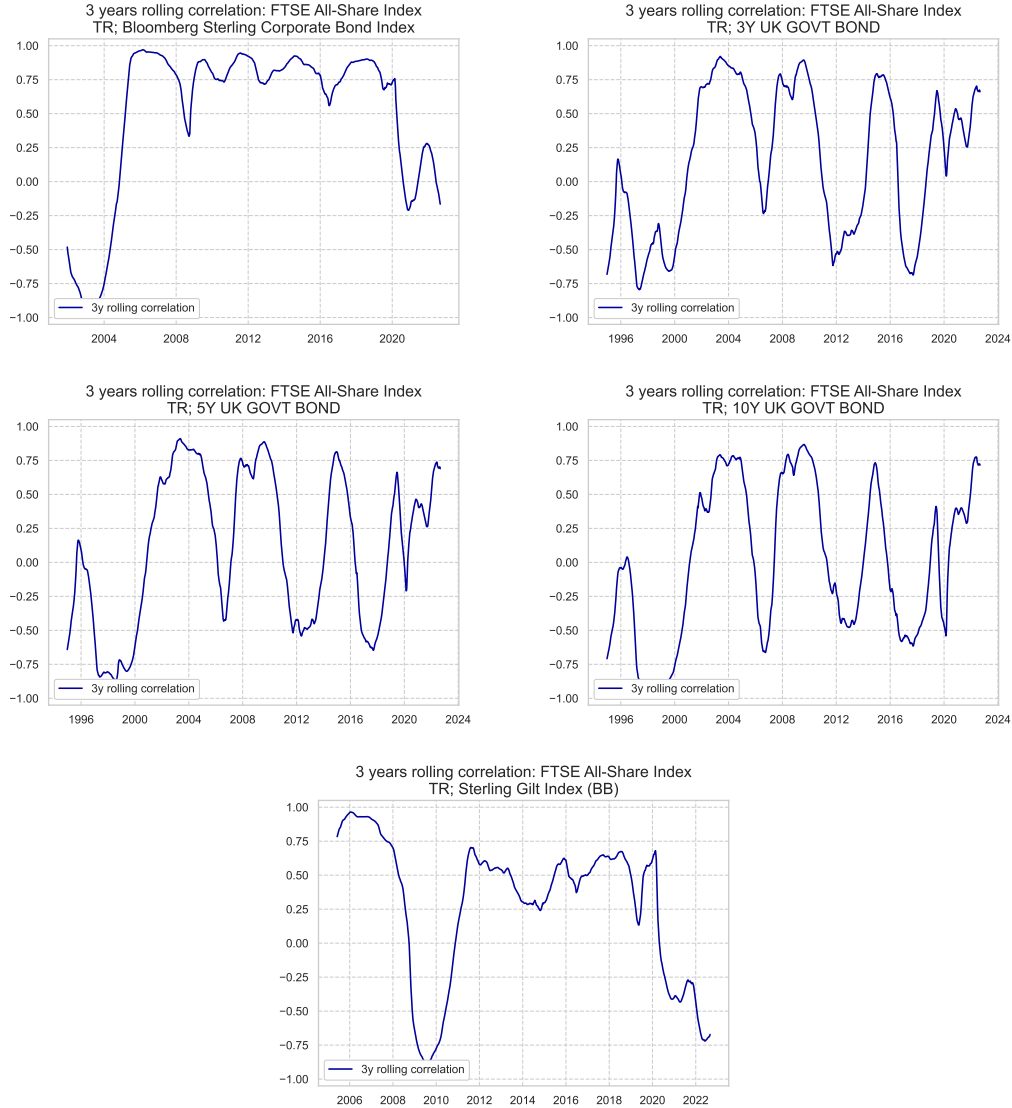 3 years rolling correlation: FTSE All-Share Index
TR; Bloomberg Sterling Corporate Bond Index
1.00
0.75
0.50
0.25
0.00
−0.25
−0.50
−0.75
−1.00
3y rolling correlation
2004 2008 2012 2016 2020
3 years rolling correlation: FTSE All-Share Index
TR; 3Y UK GOVT BOND
1.00
0.75
0.50
0.25
0.00
−0.25
−0.50
−0.75
−1.00
3y rolling correlation
1996 2000 2004 2008 2012 2016 2020 2024
3 years rolling correlation: FTSE All-Share Index
TR; 5Y UK GOVT BOND
1.00
0.75
0.50
0.25
0.00
−0.25
−0.50
−0.75
−1.00
3y rolling correlation
1996 2000 2004 2008 2012 2016 2020 2024
3 years rolling correlation: FTSE All-Share Index
TR; 10Y UK GOVT BOND
1.00
0.75
0.50
0.25
0.00
−0.25
−0.50
−0.75
−1.00
3y rolling correlation
1996 2000 2004 2008 2012 2016 2020 2024
3 years rolling correlation: FTSE All-Share Index
TR; Sterling Gilt Index (BB)
1.00
0.75
0.50
0.25
0.00
−0.25
−0.50
−0.75
−1.00
3y rolling correlation
2006 2008 2010 2012 2014 2016 2018 2020 2022